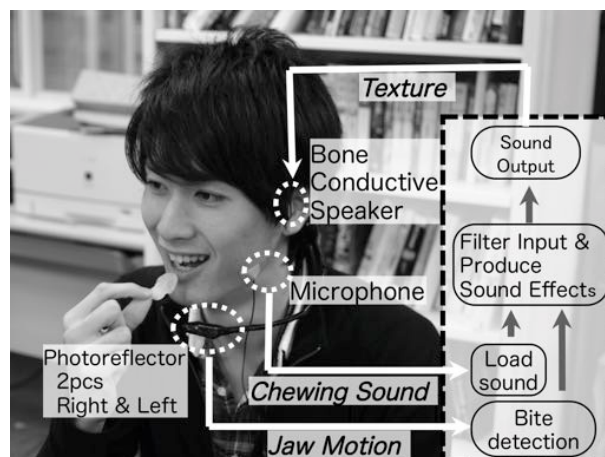 Texture
Bone
Conductive
Speaker
Microphone
Photoreflector
2pcs
Right & Left
Chewing Sound
Jaw Motion
Sound
Output
Filter Input &
Produce
Sound Effects
Load
sound
Bite
detection